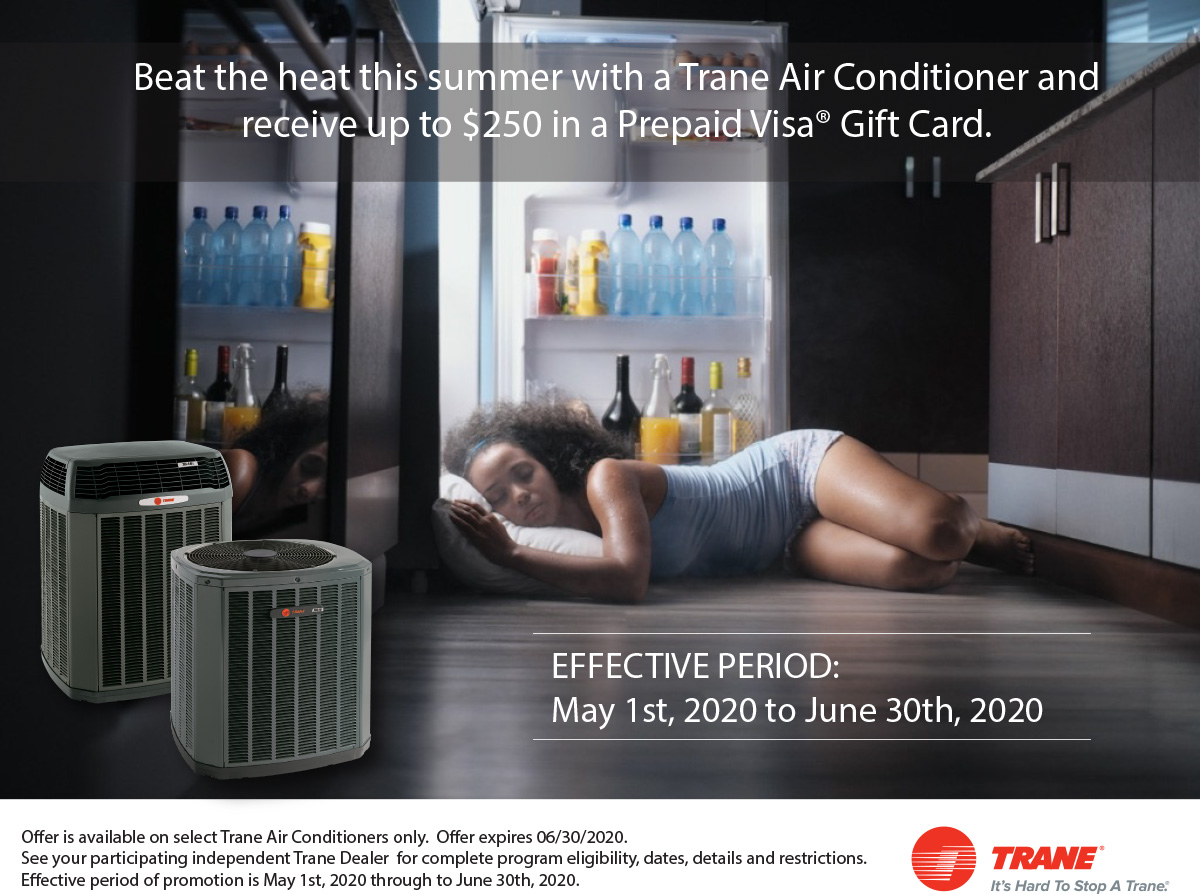 Beat the heat this summer with a Trane Air Conditioner and
receive up to $250 in a Prepaid Visa® Gift Card.
TRANE
TRANE
EFFECTIVE PERIOD:
May 1st, 2020 to June 30th, 2020
Offer is available on select Trane Air Conditioners only. Offer expires 06/30/2020.
See your participating independent Trane Dealer for complete program eligibility, dates, details and restrictions.
Effective period of promotion is May 1st, 2020 through to June 30th, 2020.
TRANE®
It's Hard To Stop A Trane.®